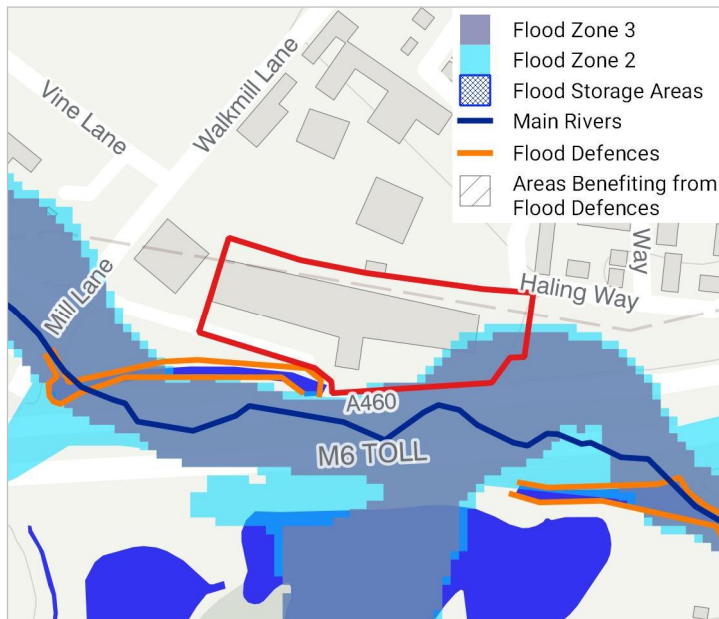 Flood Zone 3
Flood Zone 2
Flood Storage Areas
Main Rivers
Flood Defences
Areas Benefiting from
Flood Defences
Vine Lane
Walkmill Lane
Way
Haling Way
Mill Lane
A460
M6 TOLL